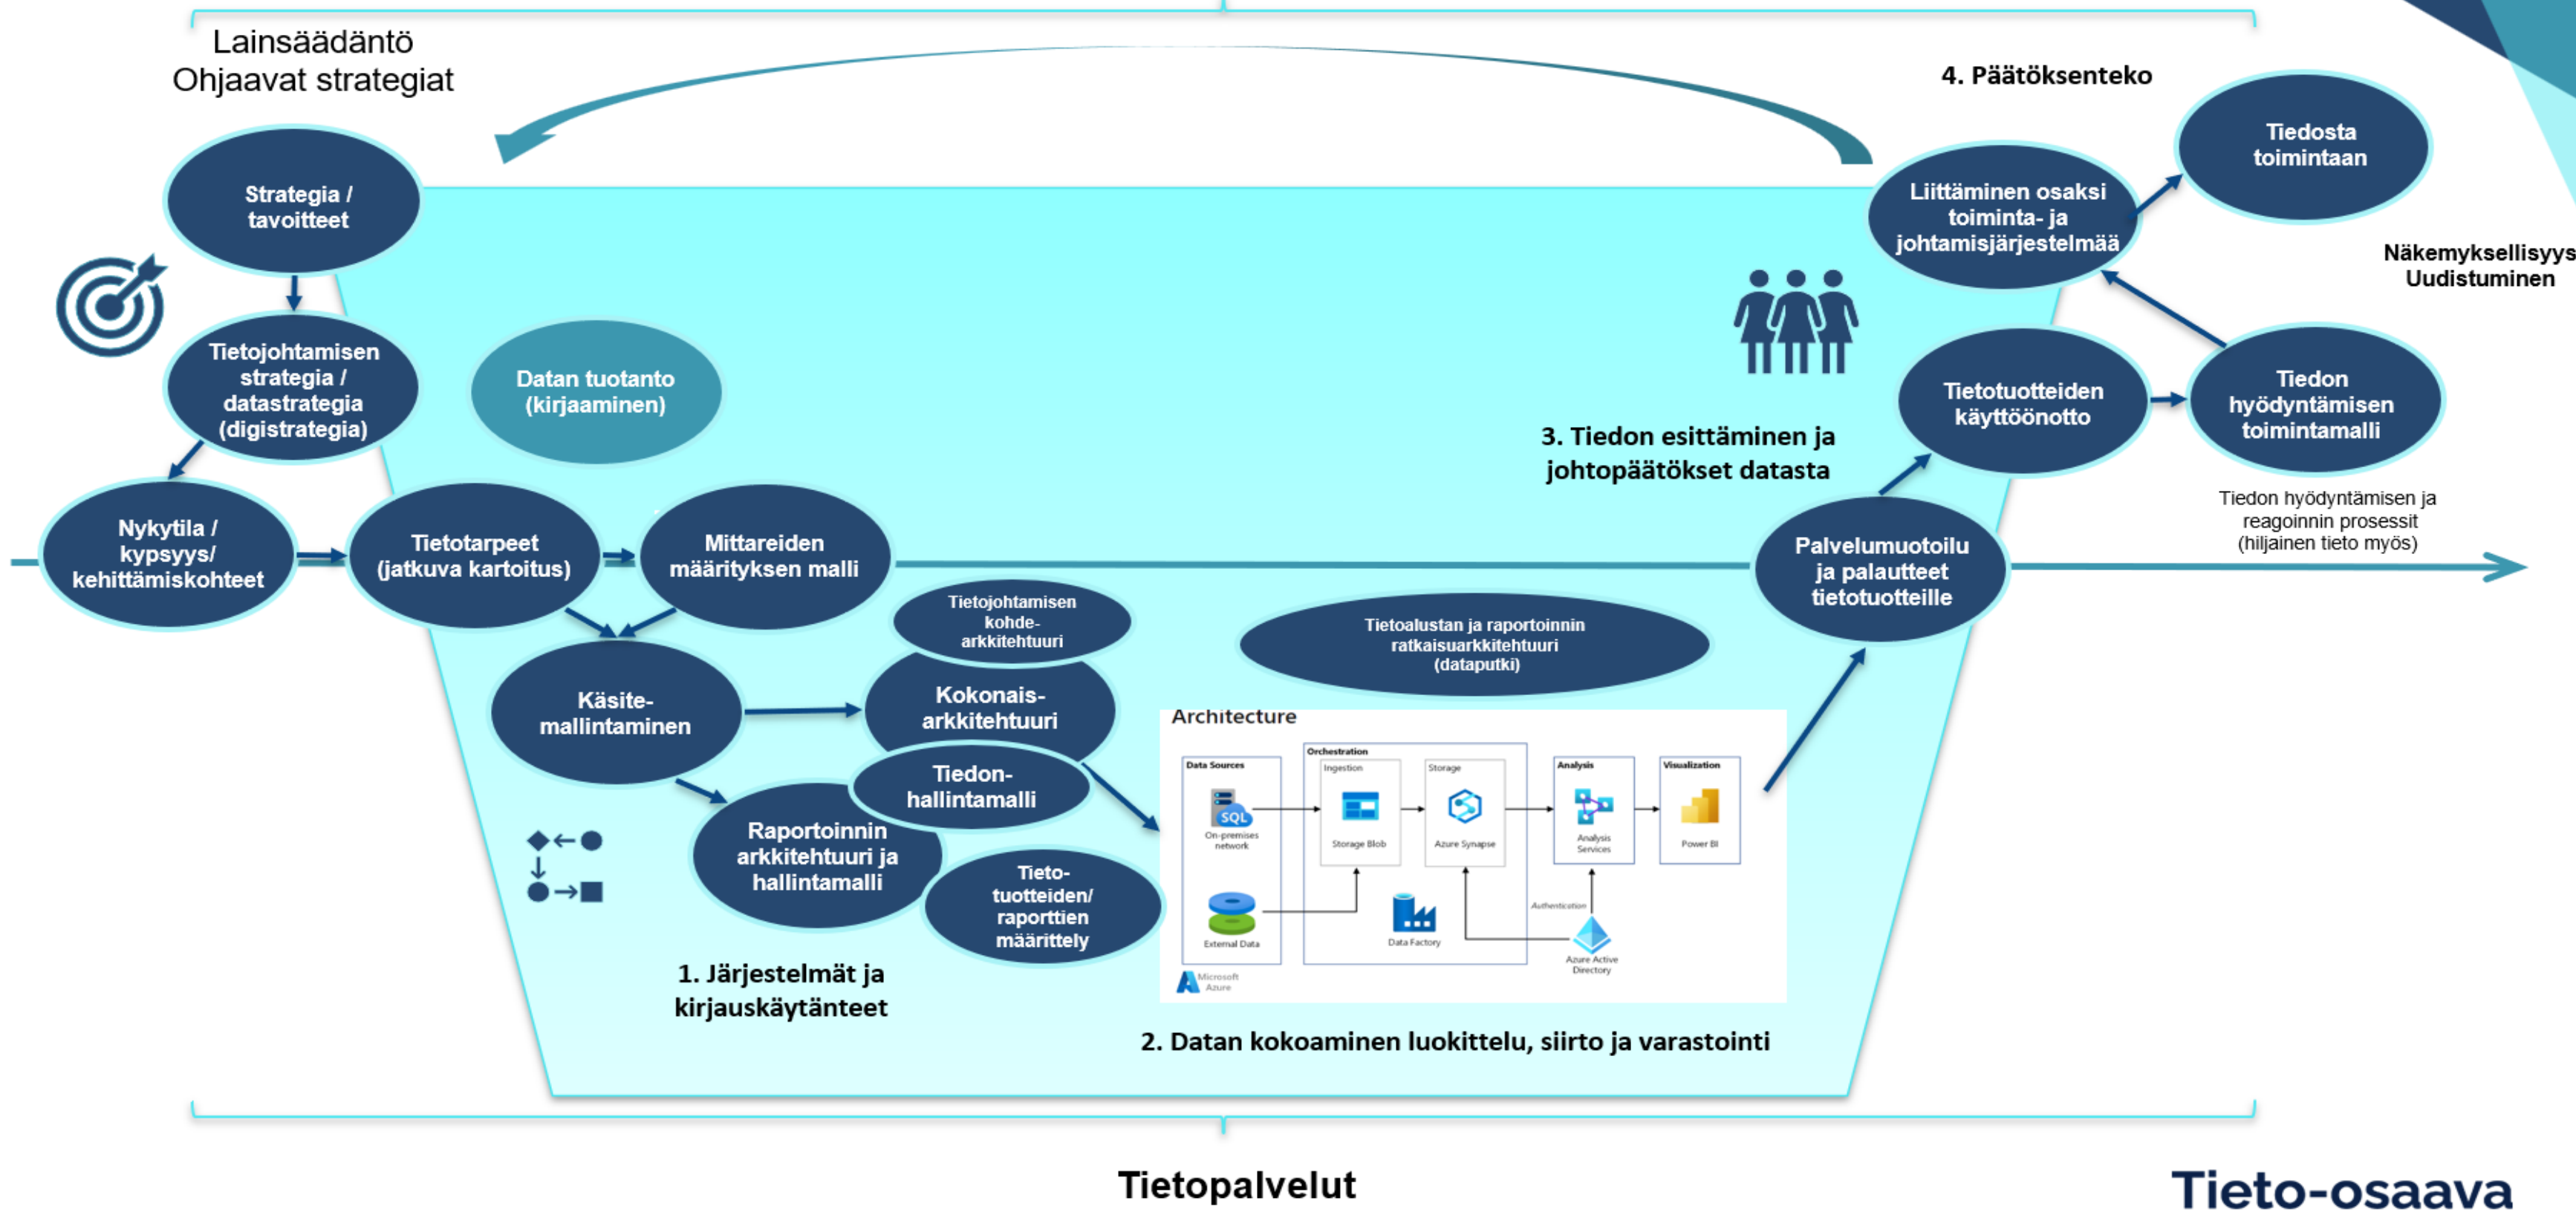 Lainsäädäntö
Ohjaavat strategiat
4. Päätöksenteko
Strategia /
tavoitteet
Tiedosta
toimintaan
Liittäminen osaksi
toiminta- ja
johtamisjärjestelmää
Näkemyksellisyys
Uudistuminen
Tietojohtamisen
strategia /
datastrategia
(digistrategia)
Datan tuotanto
(kirjaaminen)
Tietotuotteiden
käyttöönotto
Tiedon
hyödyntämisen
toimintamalli
3. Tiedon esittäminen ja
johtopäätökset datasta
Tiedon hyödyntämisen ja
reagoinnin prosessit
(hiljainen tieto myös)
Nykytila /
kypsyys/
kehittämiskohteet
Tietotarpeet
(jatkuva kartoitus)
Mittareiden
määrityksen malli
Palvelumuotoilu
ja palautteet
tietotuotteille
Tietojohtamisen
kohde-
arkkitehtuuri
Tietoalustan ja raportoinnin
ratkaisuarkkitehtuuri
(dataputki)
Käsite-
mallintaminen
Kokonais-
arkkitehtuuri
Tiedon-
hallintamalli
Raportoinnin
arkkitehtuuri ja
hallintamalli
Tieto-
tuotteiden/
raporttien
määrittely
Architecture
Data Sources
Orchestration
Ingestion
Storage
Analysis
Visualization
SQL
On-premises
network
Storage Blob
Azure Synapse
Analysis
Services
Power BI
External Data
Data Factory
Authentication
Azure Active
Directory
Microsoft
Azure
1. Järjestelmät ja
kirjauskäytänteet
2. Datan kokoaminen luokittelu, siirto ja varastointi
Tietopalvelut
Tieto-osaava